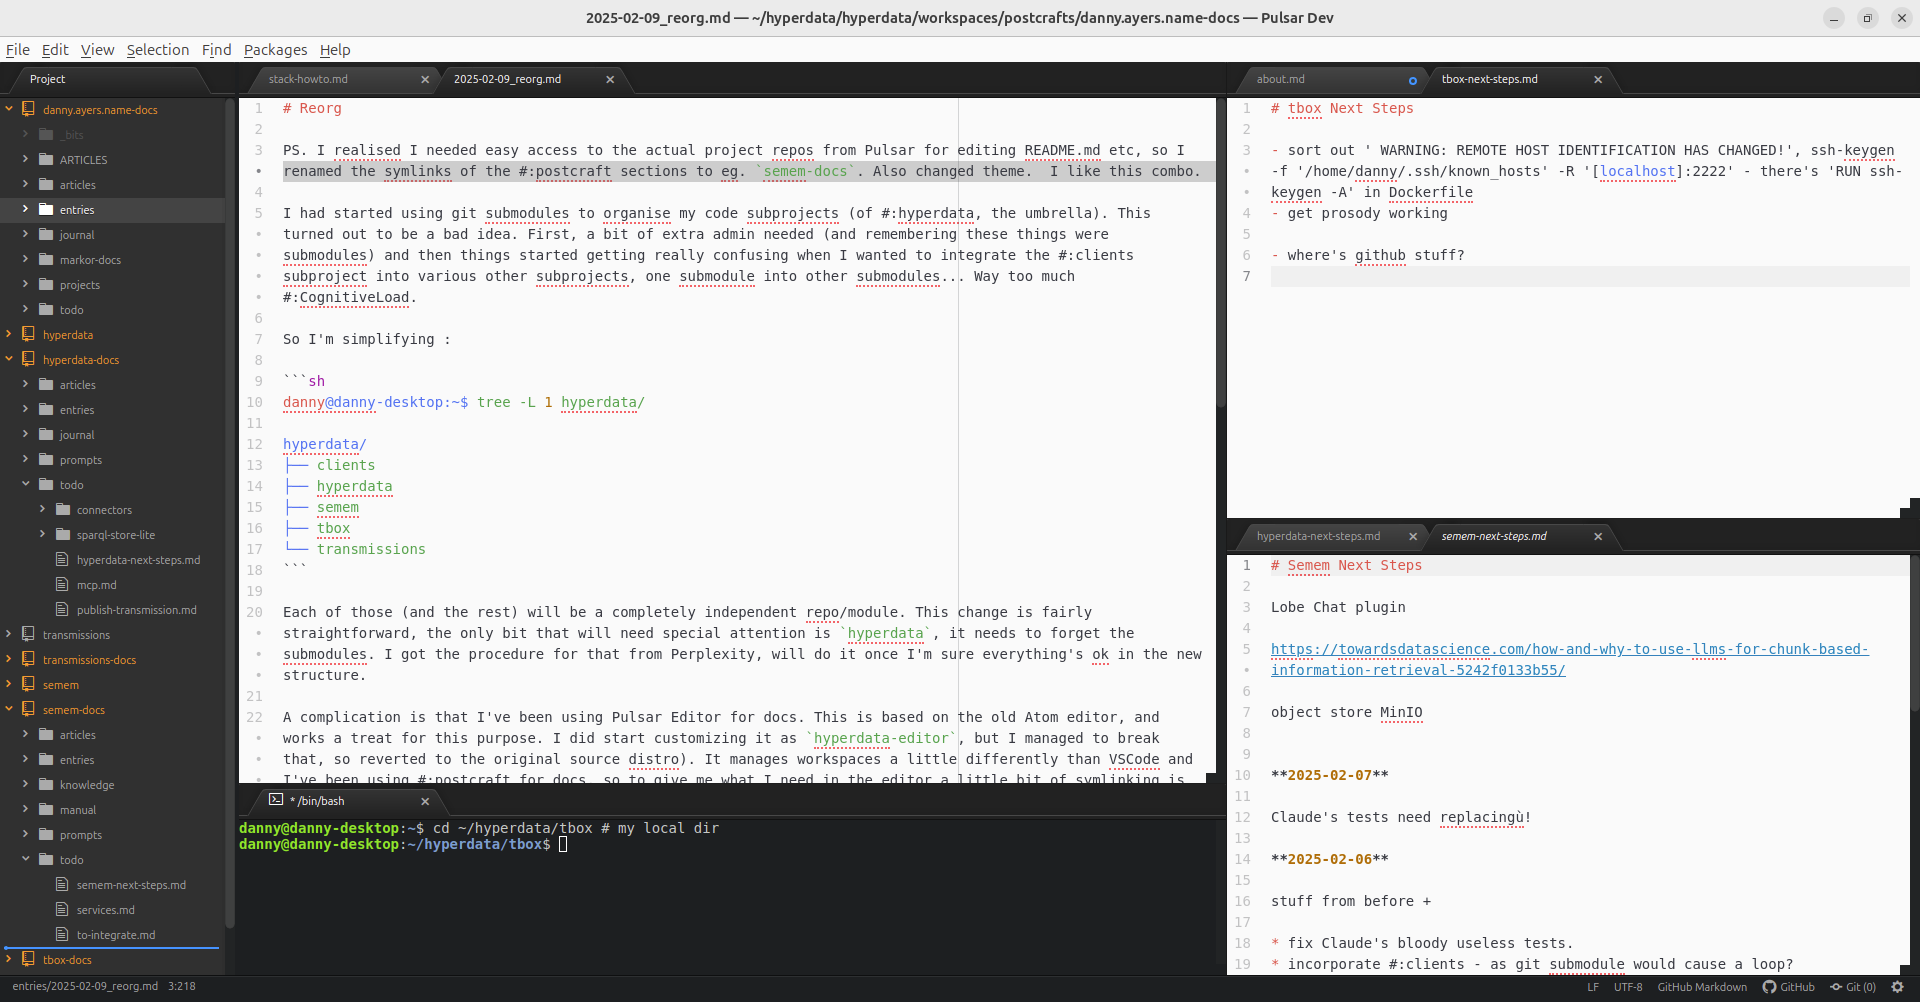 2025-02-09_reorg.md — ~/hyperdata/hyperdata/workspaces/postcrafts/danny.ayers.name-docs — Pulsar Dev
File Edit View Selection Find Packages Help
Project
danny.ayers.name-docs
_bits
ARTICLES
articles
entries
journal
markor-docs
projects
todo
hyperdata
hyperdata-docs
articles
entries
journal
prompts
todo
connectors
sparql-store-lite
hyperdata-next-steps.md
mcp.md
publish-transmission.md
transmissions
transmissions-docs
semem
semem-docs
articles
entries
knowledge
manual
prompts
todo
semem-next-steps.md
services.md
to-integrate.md
tbox-docs
stack-howto.md 2025-02-09_reorg.md
1 # Reorg
2
3 PS. I realised I needed easy access to the actual project repos from Pulsar for editing README.md etc, so I
• renamed the symlinks of the #:postcraft sections to eg. `semem-docs`. Also changed theme.  I like this combo.
4
5 I had started using git submodules to organise my code subprojects (of #:hyperdata, the umbrella). This
• turned out to be a bad idea. First, a bit of extra admin needed (and remembering these things were
• submodules) and then things started getting really confusing when I wanted to integrate the #:clients
• subproject into various other subprojects, one submodule into other submodules... Way too much
• #:CognitiveLoad.
6
7 So I'm simplifying :
8
9 ```sh
10 danny@danny-desktop:~$ tree -L 1 hyperdata/
11
12 hyperdata/
13 ├── clients
14 ├── hyperdata
15 ├── semem
16 ├── tbox
17 └── transmissions
18 ```
19
20 Each of those (and the rest) will be a completely independent repo/module. This change is fairly
• straightforward, the only bit that will need special attention is `hyperdata`, it needs to forget the
• submodules. I got the procedure for that from Perplexity, will do it once I'm sure everything's ok in the new
• structure.
21
22 A complication is that I've been using Pulsar Editor for docs. This is based on the old Atom editor, and
• works a treat for this purpose. I did start customizing it as `hyperdata-editor`, but I managed to break
• that, so reverted to the original source distro). It manages workspaces a little differently than VSCode and
• I've been using #:postcraft for docs, so to give me what I need in the editor a little bit of symlinking is
* /bin/bash
danny@danny-desktop:~$ cd ~/hyperdata/tbox # my local dir
danny@danny-desktop:~/hyperdata/tbox$
about.md tbox-next-steps.md
1 # tbox Next Steps
2
3 - sort out ' WARNING: REMOTE HOST IDENTIFICATION HAS CHANGED!', ssh-keygen
• -f '/home/danny/.ssh/known_hosts' -R '[localhost]:2222' - there's 'RUN ssh-
• keygen -A' in Dockerfile
4 - get prosody working
5
6 - where's github stuff?
7
hyperdata-next-steps.md semem-next-steps.md
1 # Semem Next Steps
2
3 Lobe Chat plugin
4
5 https://towardsdatascience.com/how-and-why-to-use-llms-for-chunk-based-
• information-retrieval-5242f0133b55/
6
7 object store MinIO
8
9
10 **2025-02-07**
11
12 Claude's tests need replacingù!
13
14 **2025-02-06**
15
16 stuff from before +
17
18 * fix Claude's bloody useless tests.
19 * incorporate #:clients - as git submodule would cause a loop?
entries/2025-02-09_reorg.md 3:218
LF UTF-8 GitHub Markdown GitHub Git (0)